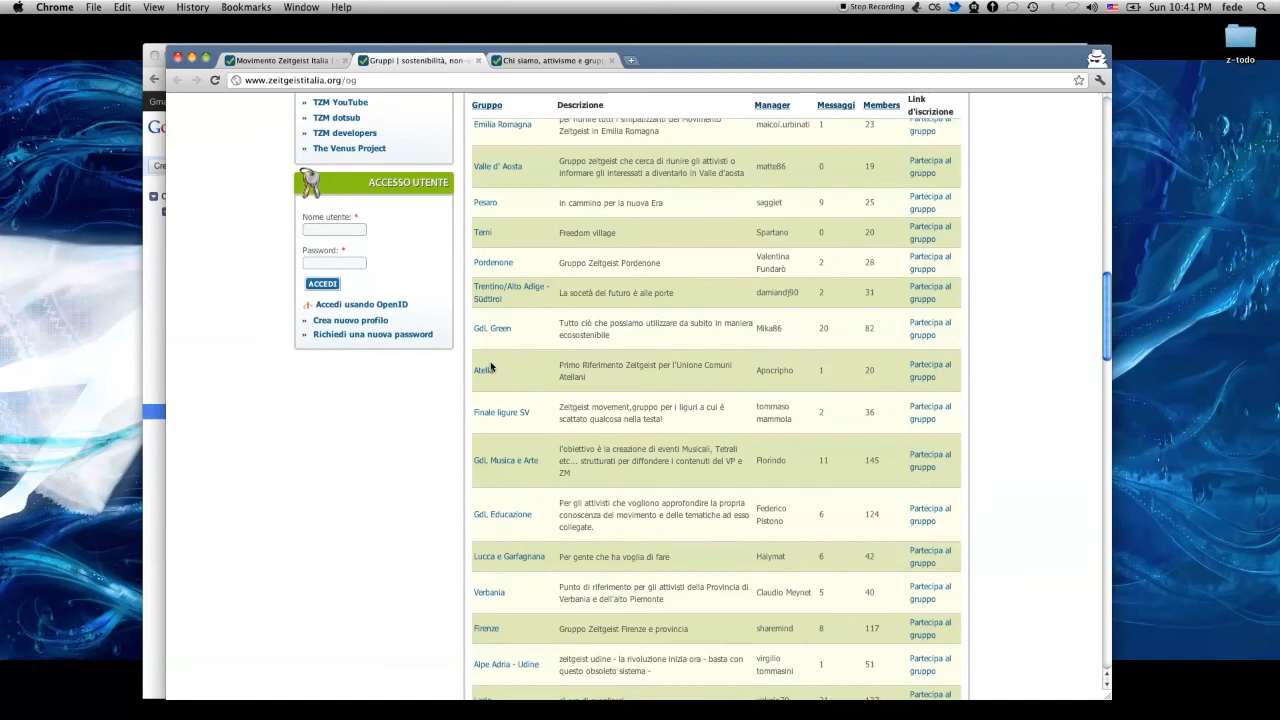 Chrome File Edit View History Bookmarks Window Help
Stop Recording Sun 10:41 PM fede
z-todo
Movimento Zeitgeist Italia |
Gruppi | sostenibilità, non-v
Chi siamo, attivismo e grupp
www.zeitgeistitalia.org/og
Gma
Cre
TZM YouTube
TZM dotsub
TZM developers
The Venus Project
ACCESSO UTENTE
Nome utente: *
Password: *
ACCEDI
Accedi usando OpenID
Crea nuovo profilo
Richiedi una nuova password
Gruppo Descrizione Manager Messaggi Members Link
d'iscrizione
Emilia Romagna per riunire tutti i simpatizzanti del Movimento
Zeitgeist in Emilia Romagna maicol.urbinati 1 23 Partecipa al
gruppo
Valle d' Aosta Gruppo zeitgeist che cerca di riunire gli attivisti o
informare gli interessati a diventarlo in Valle d'aosta matte86 0 19 Partecipa al
gruppo
Pesaro in cammino per la nuova Era saggiet 9 25 Partecipa al
gruppo
Terni Freedom village Spartano 0 20 Partecipa al
gruppo
Pordenone Gruppo Zeitgeist Pordenone Valentina
Fundarò 2 28 Partecipa al
gruppo
Trentino/Alto Adige -
Südtirol La socetà del futuro è alle porte damiandj90 2 31 Partecipa al
gruppo
GdL Green Tutto ciò che possiamo utilizzare da subito in maniera
ecosostenibile Mika86 20 82 Partecipa al
gruppo
Atella Primo Riferimento Zeitgeist per l'Unione Comuni
Atellani Apocripho 1 20 Partecipa al
gruppo
Finale ligure SV Zeitgeist movement,gruppo per i liguri a cui è
scattato qualcosa nella testa! tommaso
mammola 2 36 Partecipa al
gruppo
GdL Musica e Arte l'obiettivo è la creazione di eventi Musicali, Tetrali
etc... strutturati per diffondere i contenuti del VP e
ZM Florindo 11 145 Partecipa al
gruppo
GdL Educazione Per gli attivisti che vogliono approfondire la propria
conoscenza del movimento e delle tematiche ad esso
collegate. Federico
Pistono 6 124 Partecipa al
gruppo
Lucca e Garfagnana Per gente che ha voglia di fare Halymat 6 42 Partecipa al
gruppo
Verbania Punto di riferimento per gli attivisti della Provincia di
Verbania e dell'alto Piemonte Claudio Meynet 5 40 Partecipa al
gruppo
Firenze Gruppo Zeitgeist Firenze e provincia sharemind 8 117 Partecipa al
gruppo
Alpe Adria - Udine zeitgeist udine - la rivoluzione inizia ora - basta con
questo obsoleto sistema - virgilio
tommasini 1 51 Partecipa al
gruppo